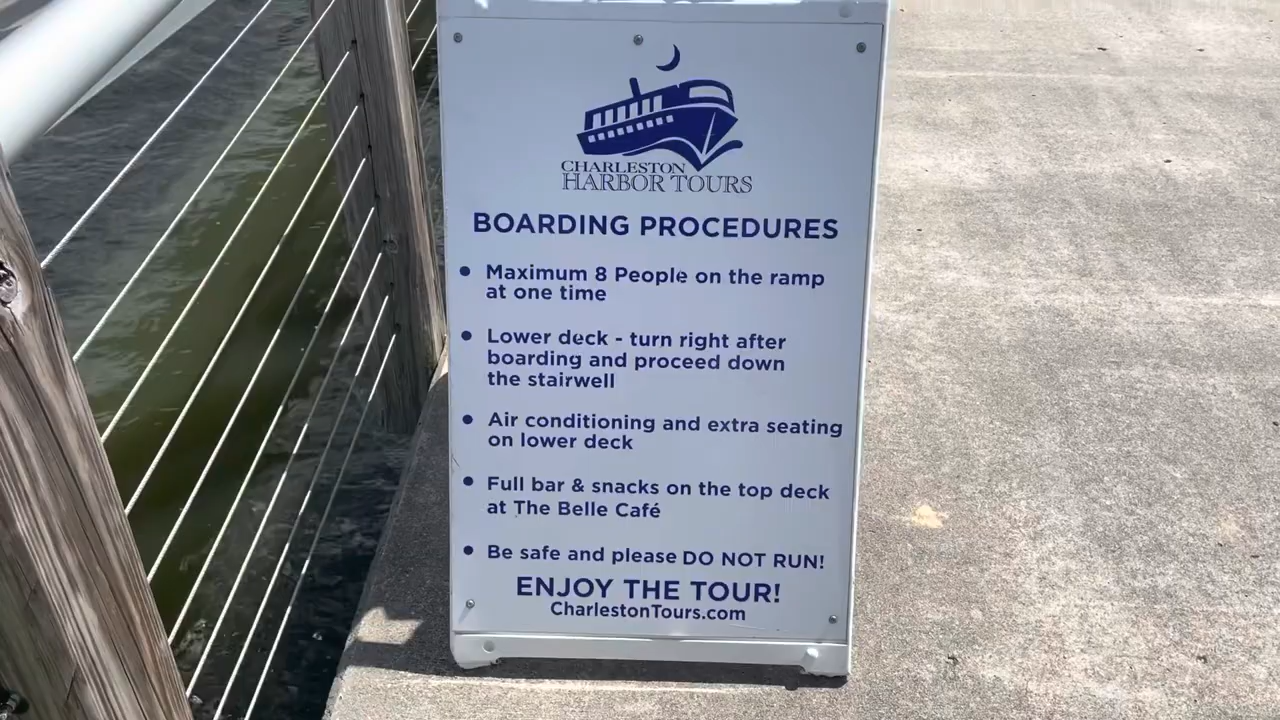 CHARLESTON
HARBOR TOURS
BOARDING PROCEDURES
• Maximum 8 People on the ramp
at one time
• Lower deck - turn right after
boarding and proceed down
the stairwell
• Air conditioning and extra seating
on lower deck
• Full bar & snacks on the top deck
at The Belle Café
• Be safe and please DO NOT RUN!
ENJOY THE TOUR!
CharlestonTours.com